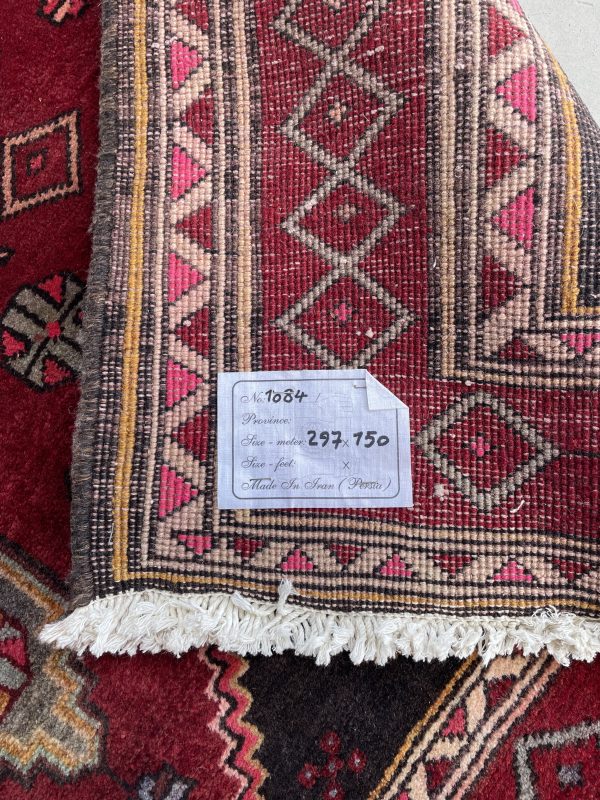 No: 1084 /
Province:
Size - meter: 297 x 150
Size - feet: x
Made In Iran ( Persia )